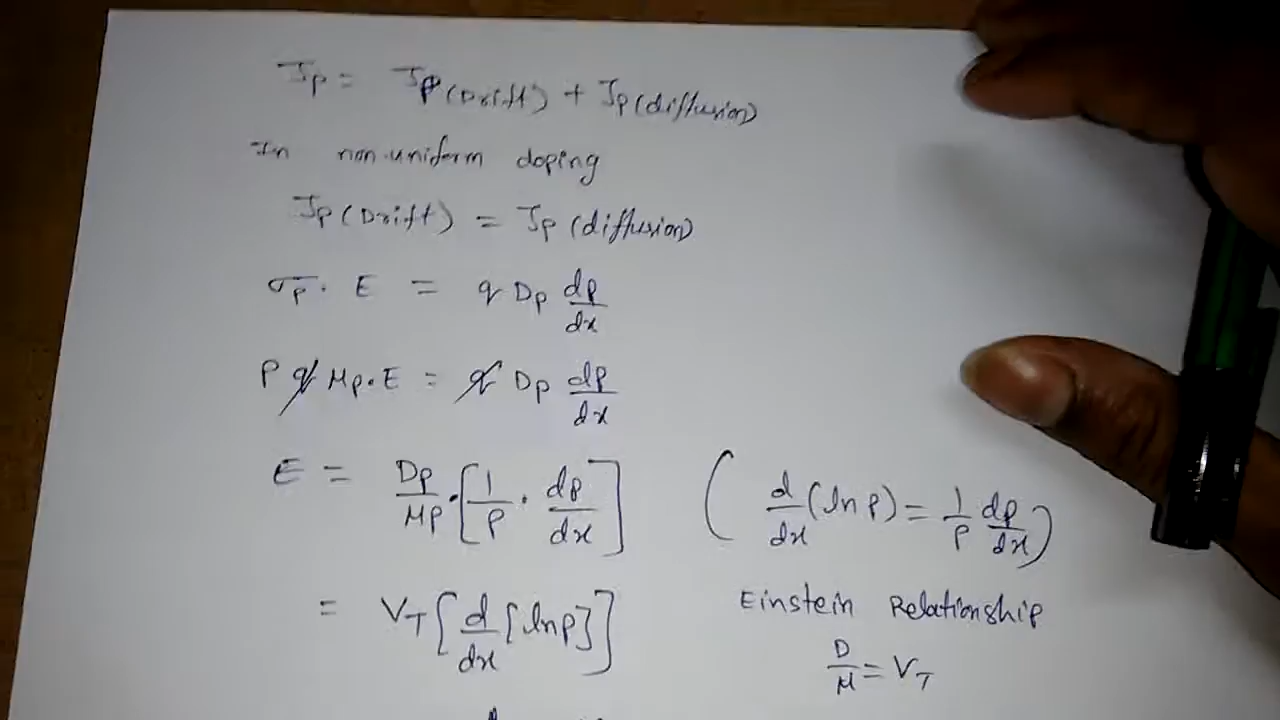 Jp = Jp (Drift) + Jp (diffusion)
In non-uniform doping
Jp (Drift) = Jp (diffusion)
σp · E = q Dp dp/dx
P q μp · E = q Dp dp/dx
E = Dp/μp · [1/P · dp/dx] ( d/dx (ln p) = 1/P dp/dx )
= VT [d/dx [ln p]]
Einstein Relationship
D/μ = VT